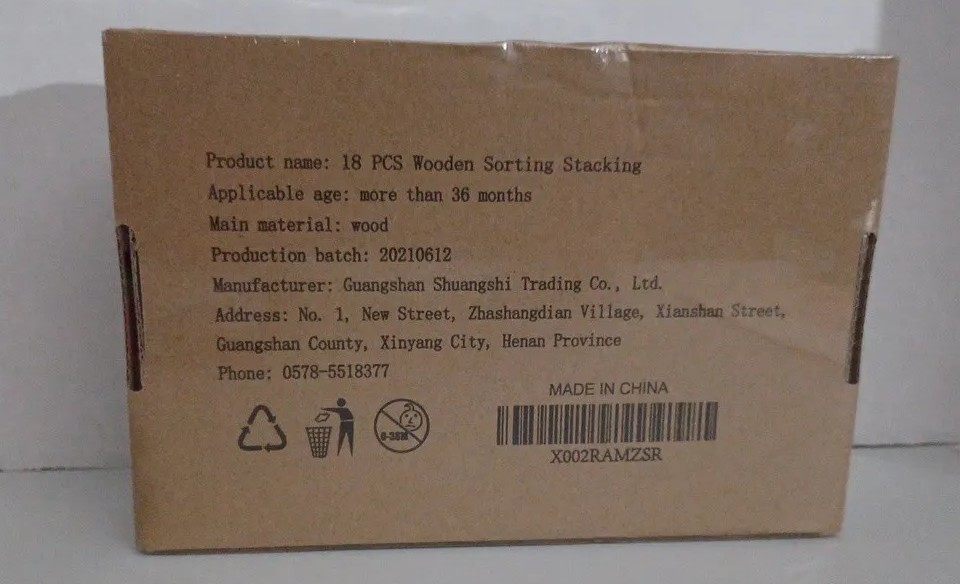 Product name: 18 PCS Wooden Sorting Stacking
Applicable age: more than 36 months
Main material: wood
Production batch: 20210612
Manufacturer: Guangshan Shuangshi Trading Co., Ltd.
Address: No. 1, New Street, Zhashangdian Village, Xianshan Street,
Guangshan County, Xinyang City, Henan Province
Phone: 0578-5518377
0-36M
MADE IN CHINA
X002RAMZSR